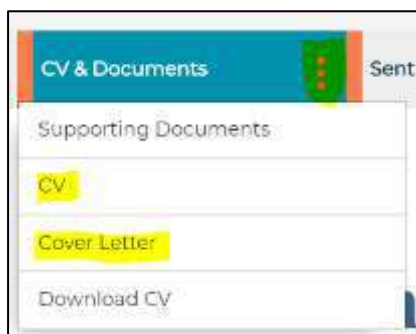 CV & Documents
Sent
Supporting Documents
CV
Cover Letter
Download CV